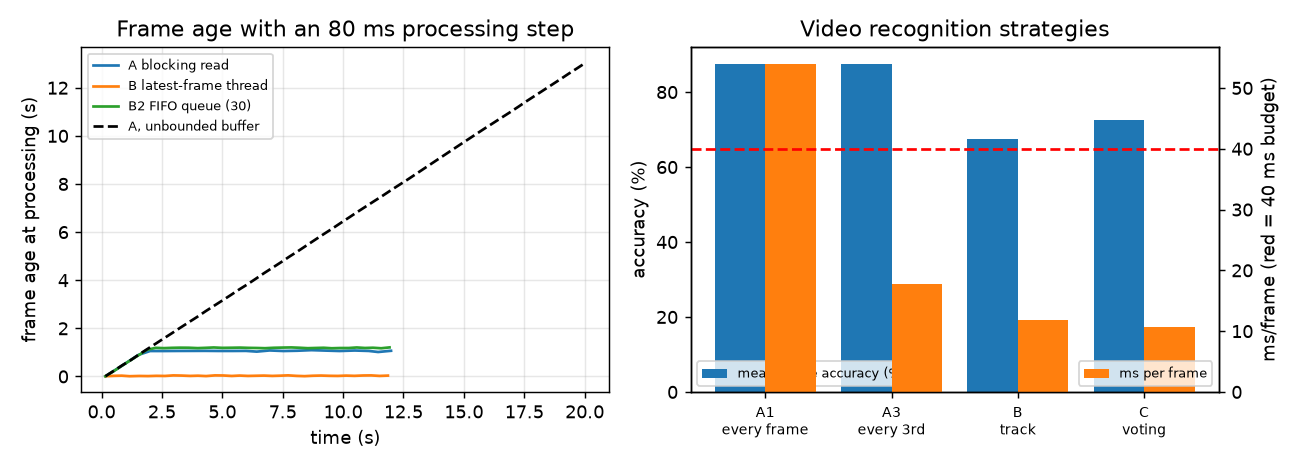 Frame age with an 80 ms processing step
frame age at processing (s)
12
10
8
6
4
2
0
A blocking read
B latest-frame thread
B2 FIFO queue (30)
A, unbounded buffer
0.0 2.5 5.0 7.5 10.0 12.5 15.0 17.5 20.0
time (s)
Video recognition strategies
accuracy (%)
80
60
40
20
0
accuracy
ms per frame
50
40
30
20
10
0
ms/frame (red = 40 ms budget)
A1 A3 B C
every frame every 3rd track voting